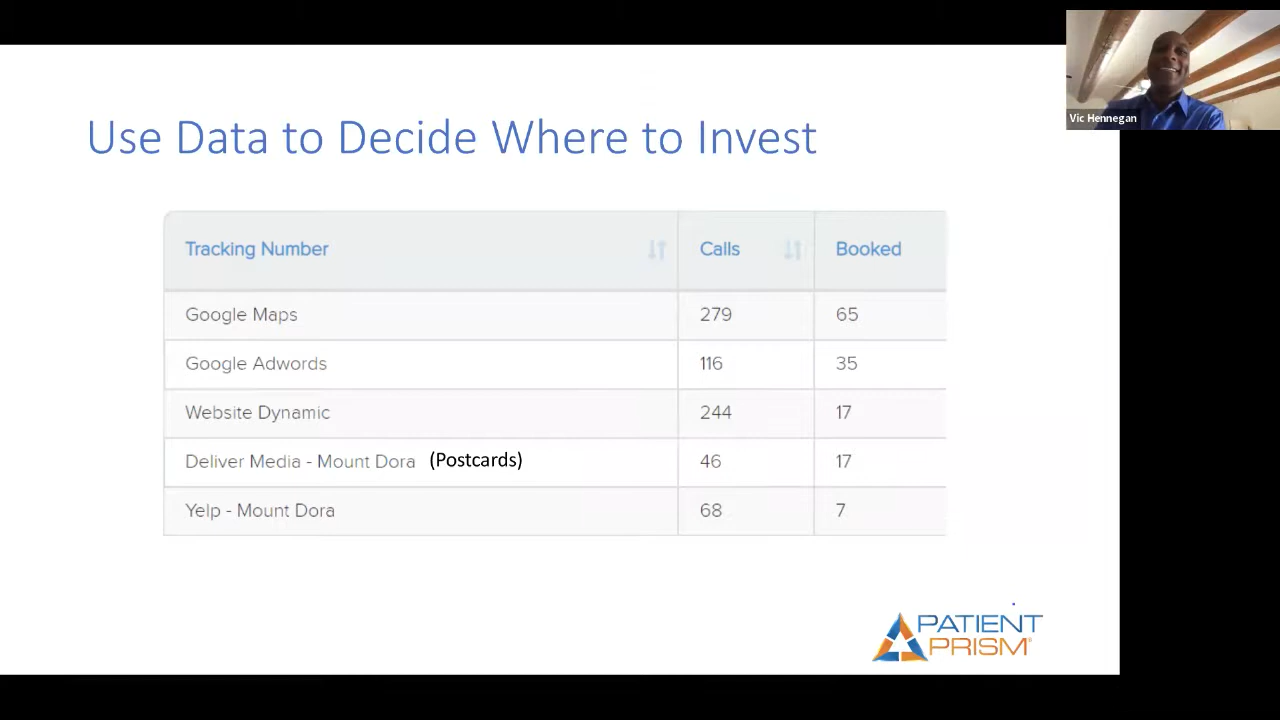 Vic Hennegan
Use Data to Decide Where to Invest
Tracking Number Calls Booked
Google Maps 279 65
Google Adwords 116 35
Website Dynamic 244 17
Deliver Media - Mount Dora (Postcards) 46 17
Yelp - Mount Dora 68 7
PATIENT
PRISM®